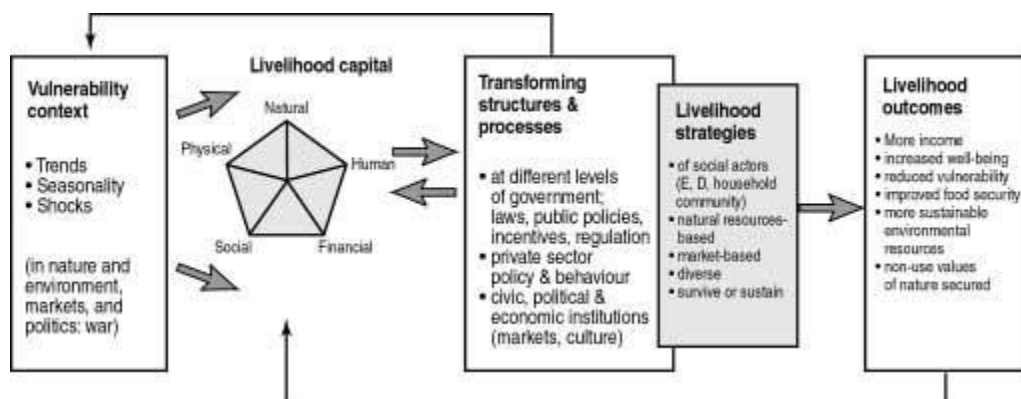 Vulnerability
context
• Trends
• Seasonality
• Shocks
(in nature and
environment,
markets, and
politics: war)
Livelihood capital
Natural
Physical
Human
Social
Financial
Transforming
structures &
processes
• at different levels
of government;
laws, public policies,
incentives, regulation
• private sector
policy & behaviour
• civic, political &
economic institutions
(markets, culture)
Livelihood
strategies
• of social actors
(E, D, household
community)
• natural resources-
based
• market-based
• diverse
• survive or sustain
Livelihood
outcomes
• More income
• increased well-being
• reduced vulnerability
• improved food security
• more sustainable
environmental
resources
• non-use values
of nature secured